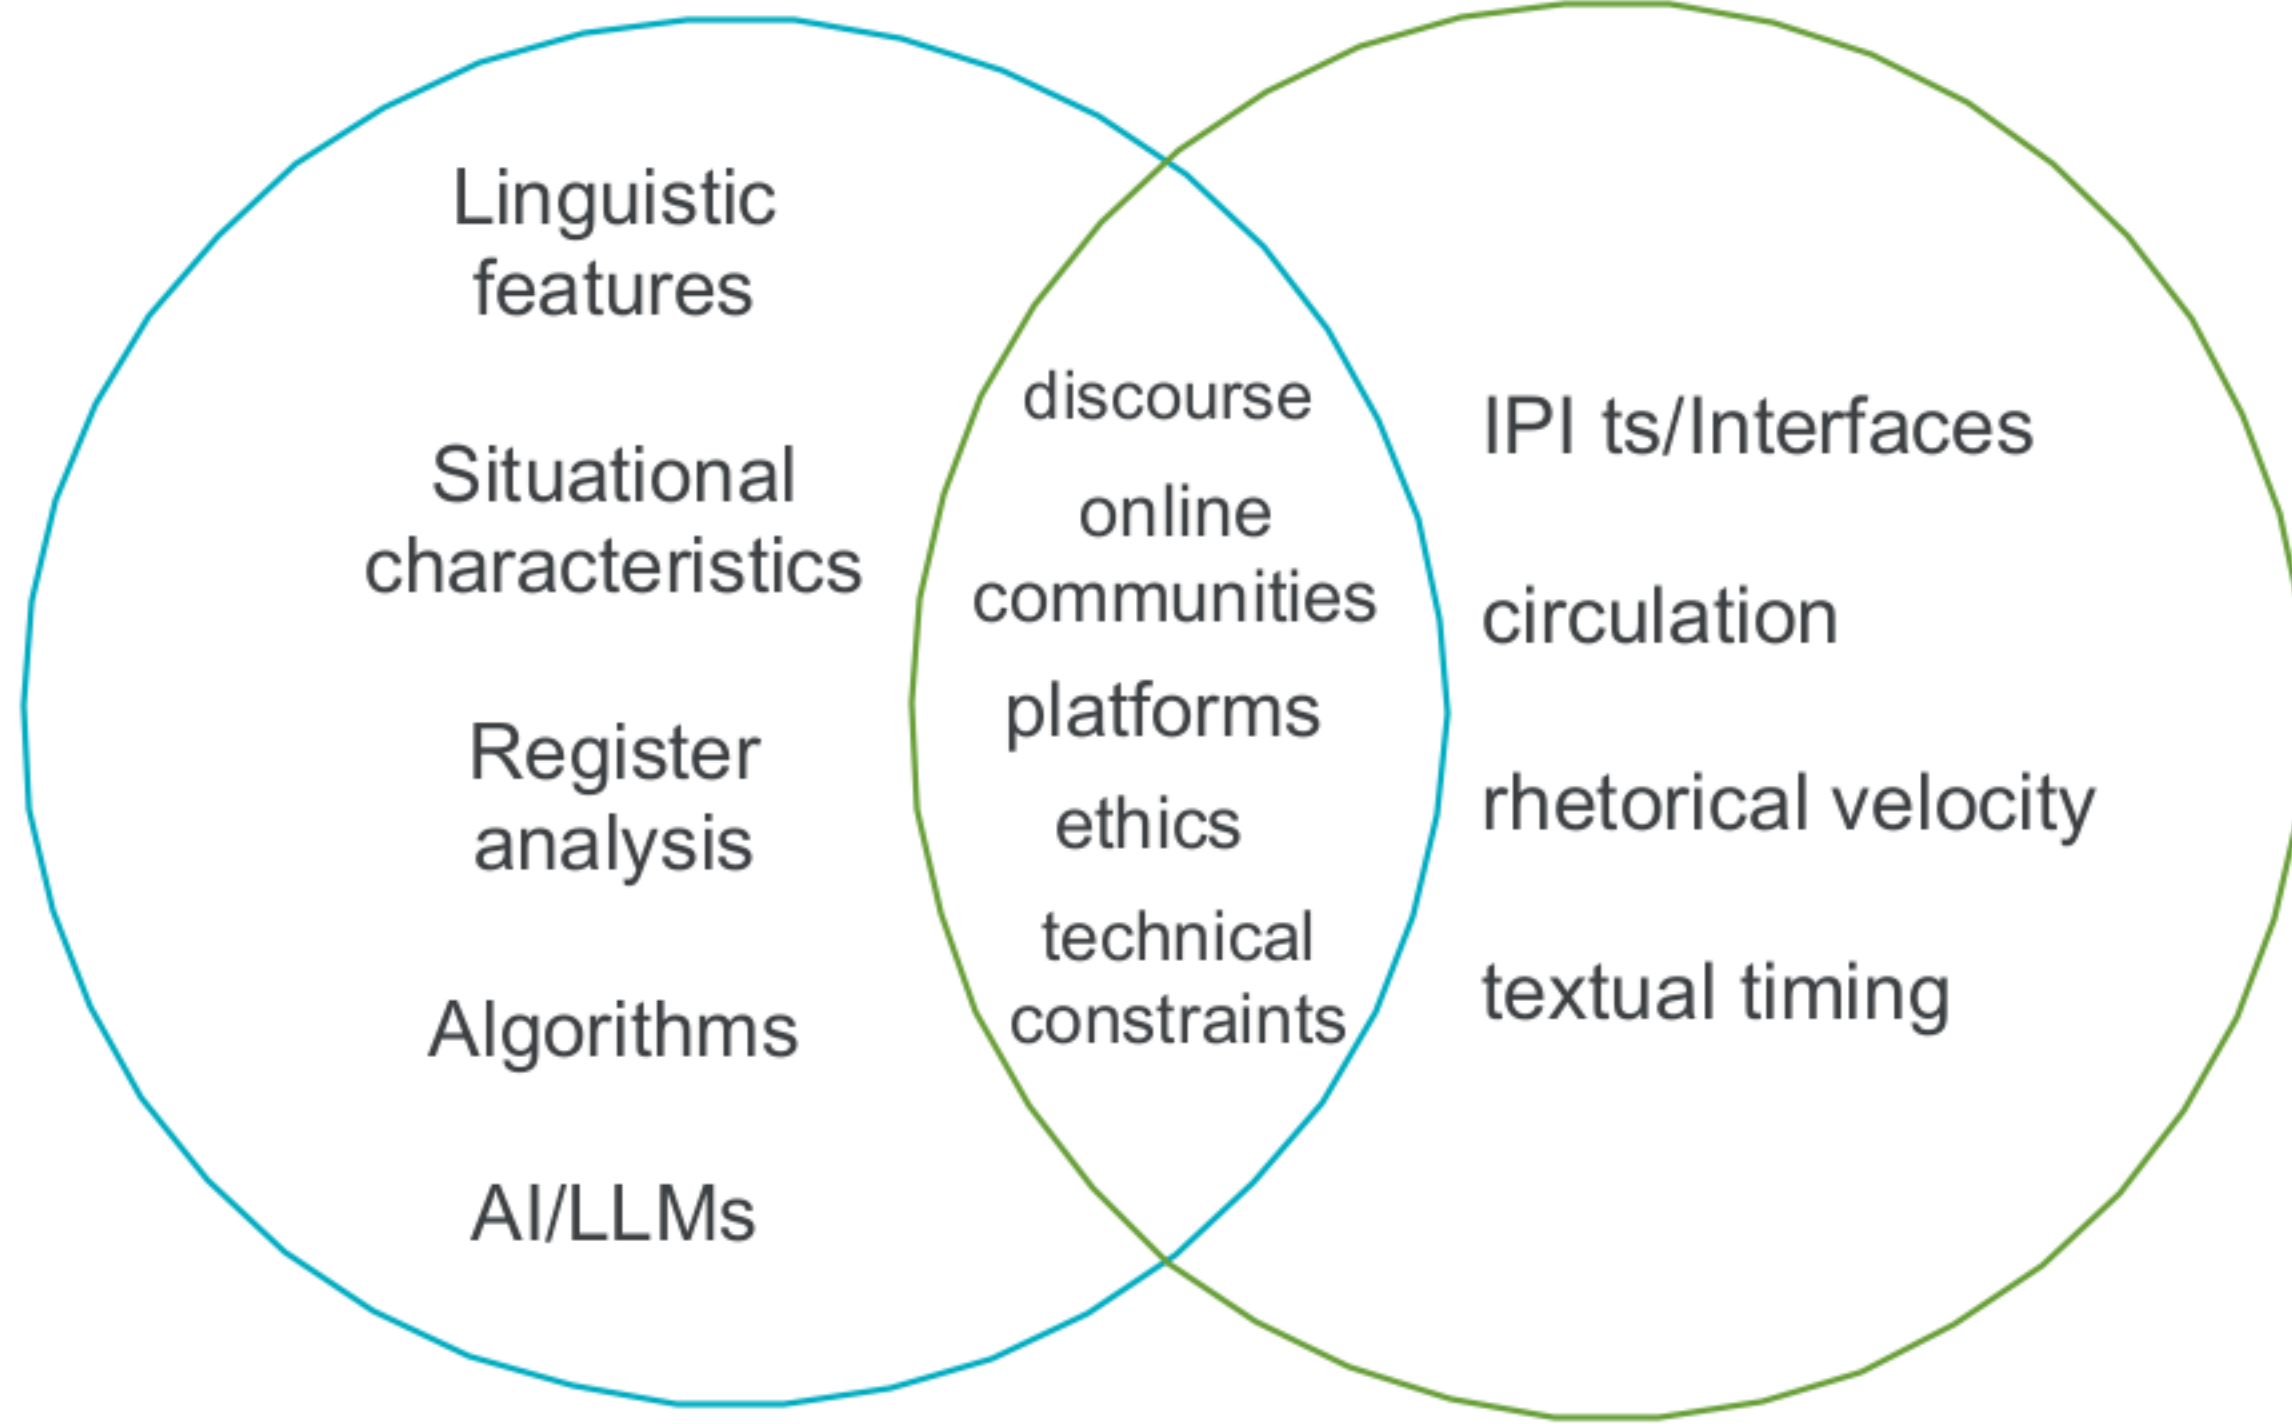 Linguistic
features
Situational
characteristics
Register
analysis
Algorithms
AI/LLMs
discourse
online
communities
platforms
ethics
technical
constraints
IPI ts/Interfaces
circulation
rhetorical velocity
textual timing